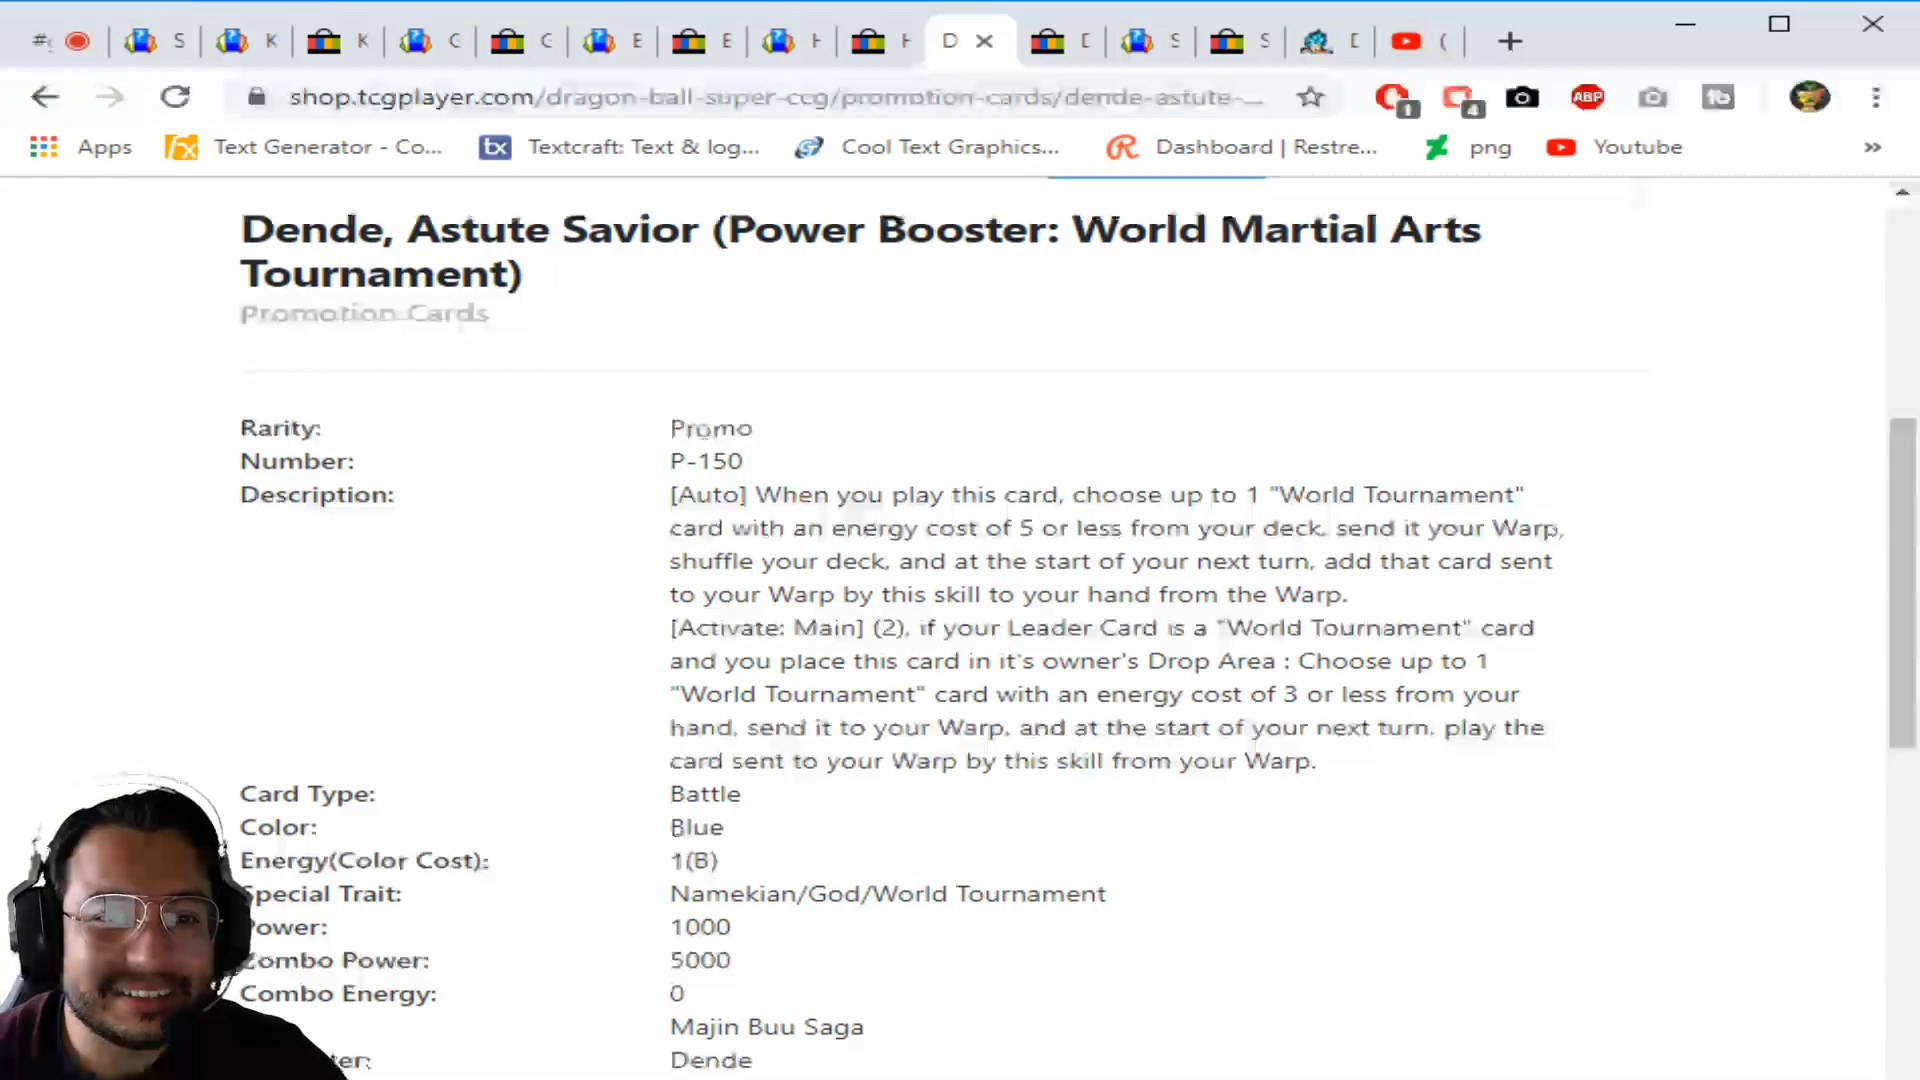 #
S
K
K
C
C
E
E
H
H
D
D
S
S
D
(
shop.tcgplayer.com/dragon-ball-super-ccg/promotion-cards/dende-astute-...
1
4
ABP
Apps
fx
Text Generator - Co...
tx
Textcraft: Text & log...
Cool Text Graphics...
Dashboard | Restre...
png
Youtube
»
Dende, Astute Savior (Power Booster: World Martial Arts
Tournament)
Promotion Cards
Rarity: Promo
Number: P-150
Description: [Auto] When you play this card, choose up to 1 "World Tournament"
card with an energy cost of 5 or less from your deck, send it your Warp,
shuffle your deck, and at the start of your next turn, add that card sent
to your Warp by this skill to your hand from the Warp.
[Activate: Main] (2), if your Leader Card is a "World Tournament" card
and you place this card in it's owner's Drop Area : Choose up to 1
"World Tournament" card with an energy cost of 3 or less from your
hand, send it to your Warp, and at the start of your next turn, play the
card sent to your Warp by this skill from your Warp.
Card Type: Battle
Color: Blue
Energy(Color Cost): 1(B)
Special Trait: Namekian/God/World Tournament
Power: 1000
Combo Power: 5000
Combo Energy: 0
Majin Buu Saga
ter: Dende